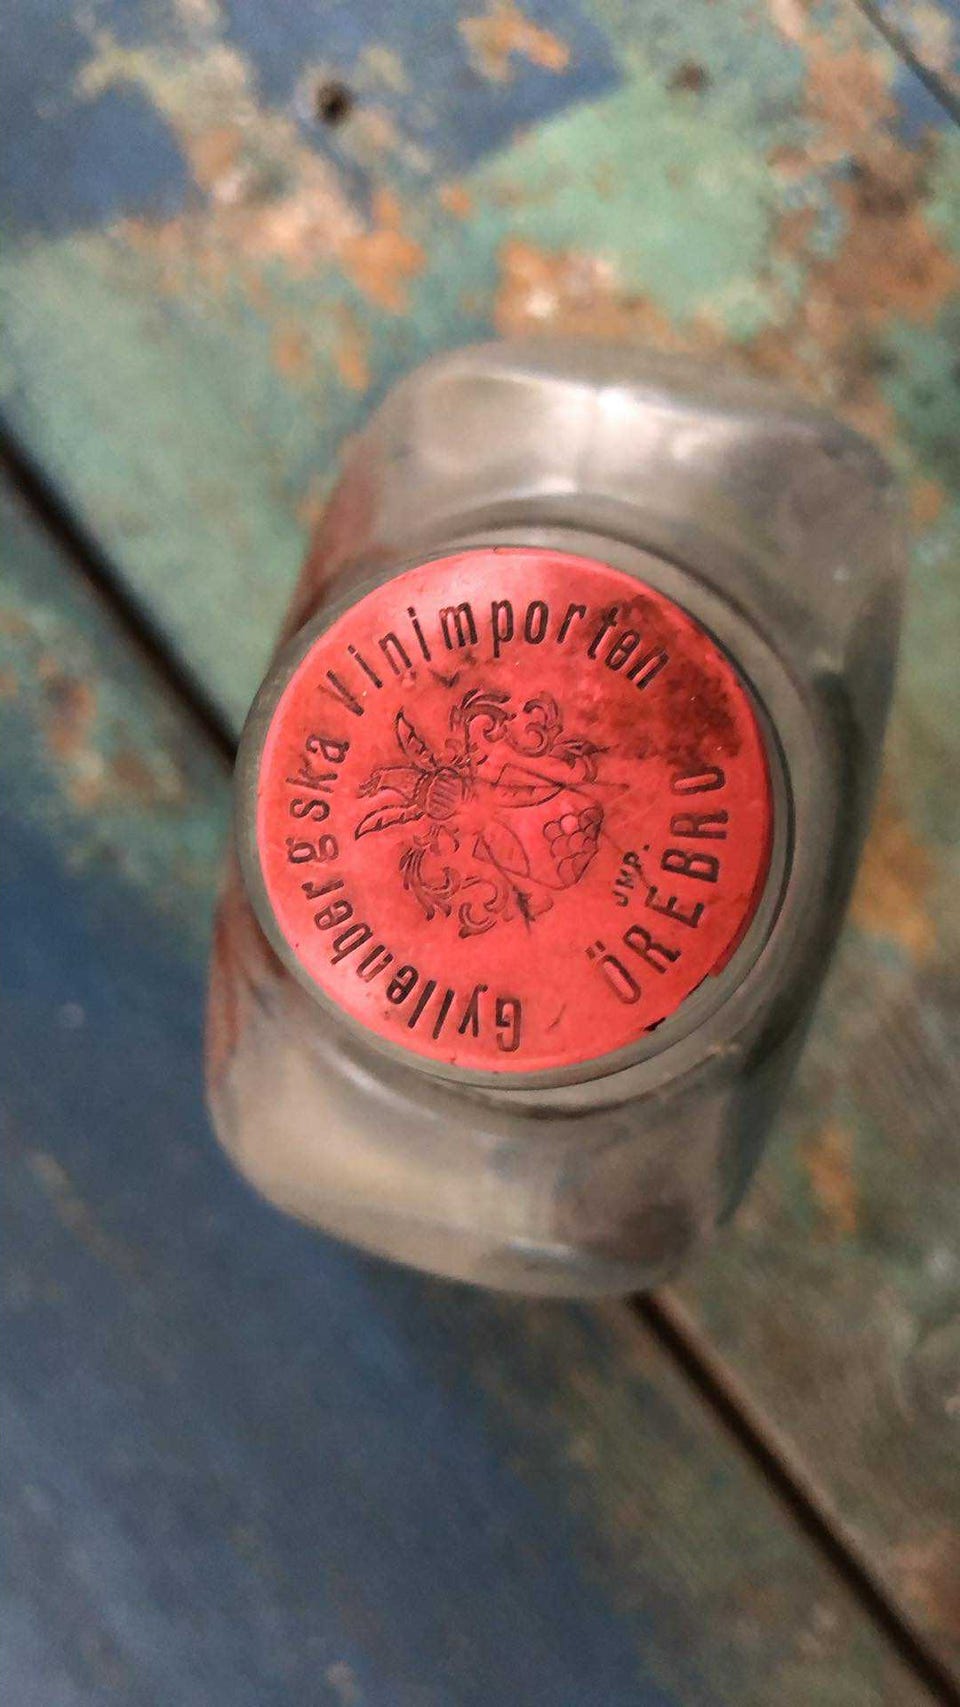 Gyllenbergska Vinimporten
JMP.
ÖREBRO